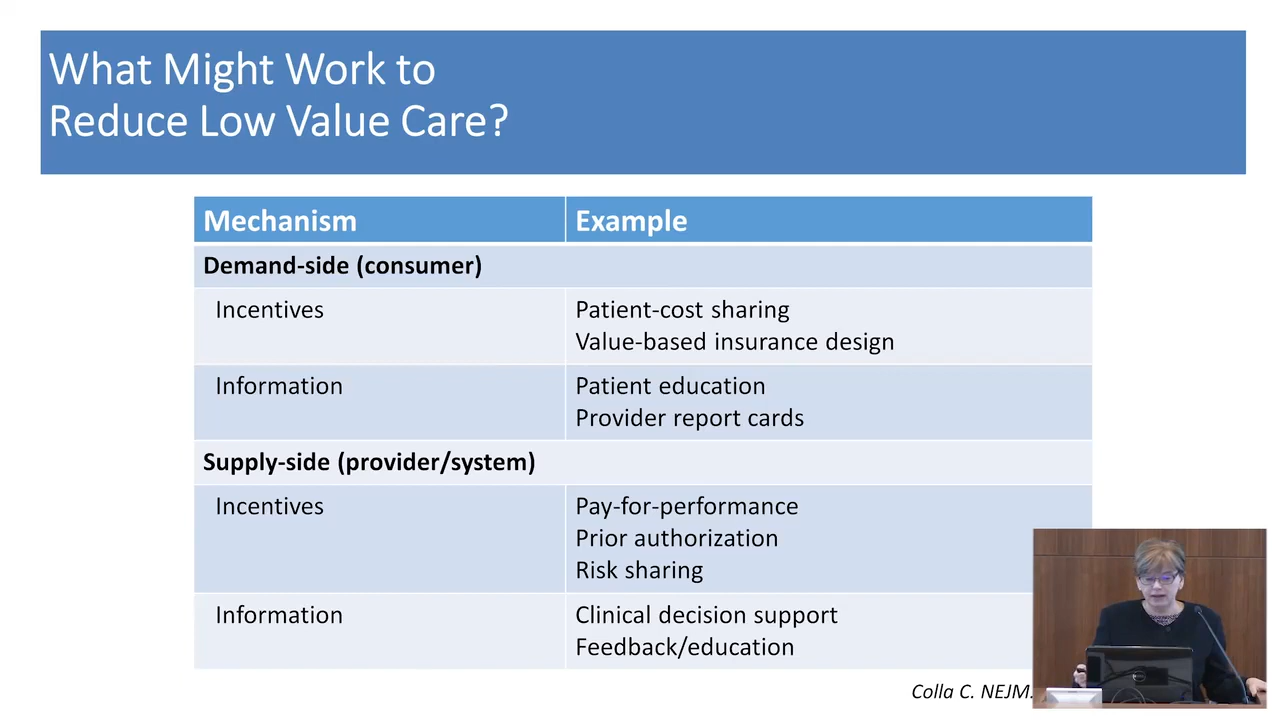 What Might Work to
Reduce Low Value Care?
Mechanism Example
Demand-side (consumer)
Incentives Patient-cost sharing
Value-based insurance design
Information Patient education
Provider report cards
Supply-side (provider/system)
Incentives Pay-for-performance
Prior authorization
Risk sharing
Information Clinical decision support
Feedback/education
Colla C. NEJM.